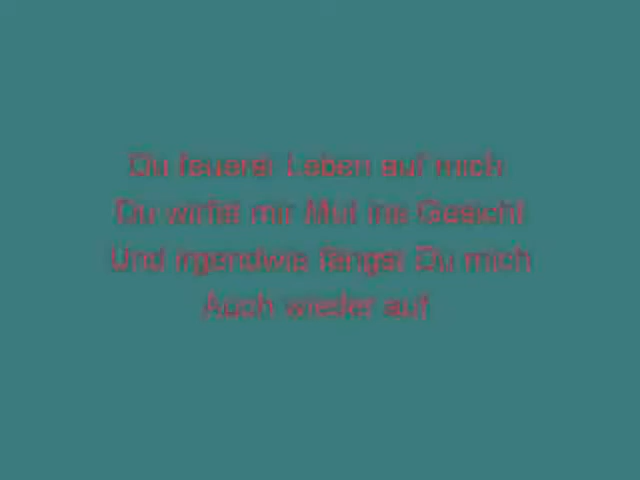 Du feuerst Leben auf mich
Du wirfst mir Mut ins Gesicht
Und irgendwie fängst Du mich
Auch wieder auf